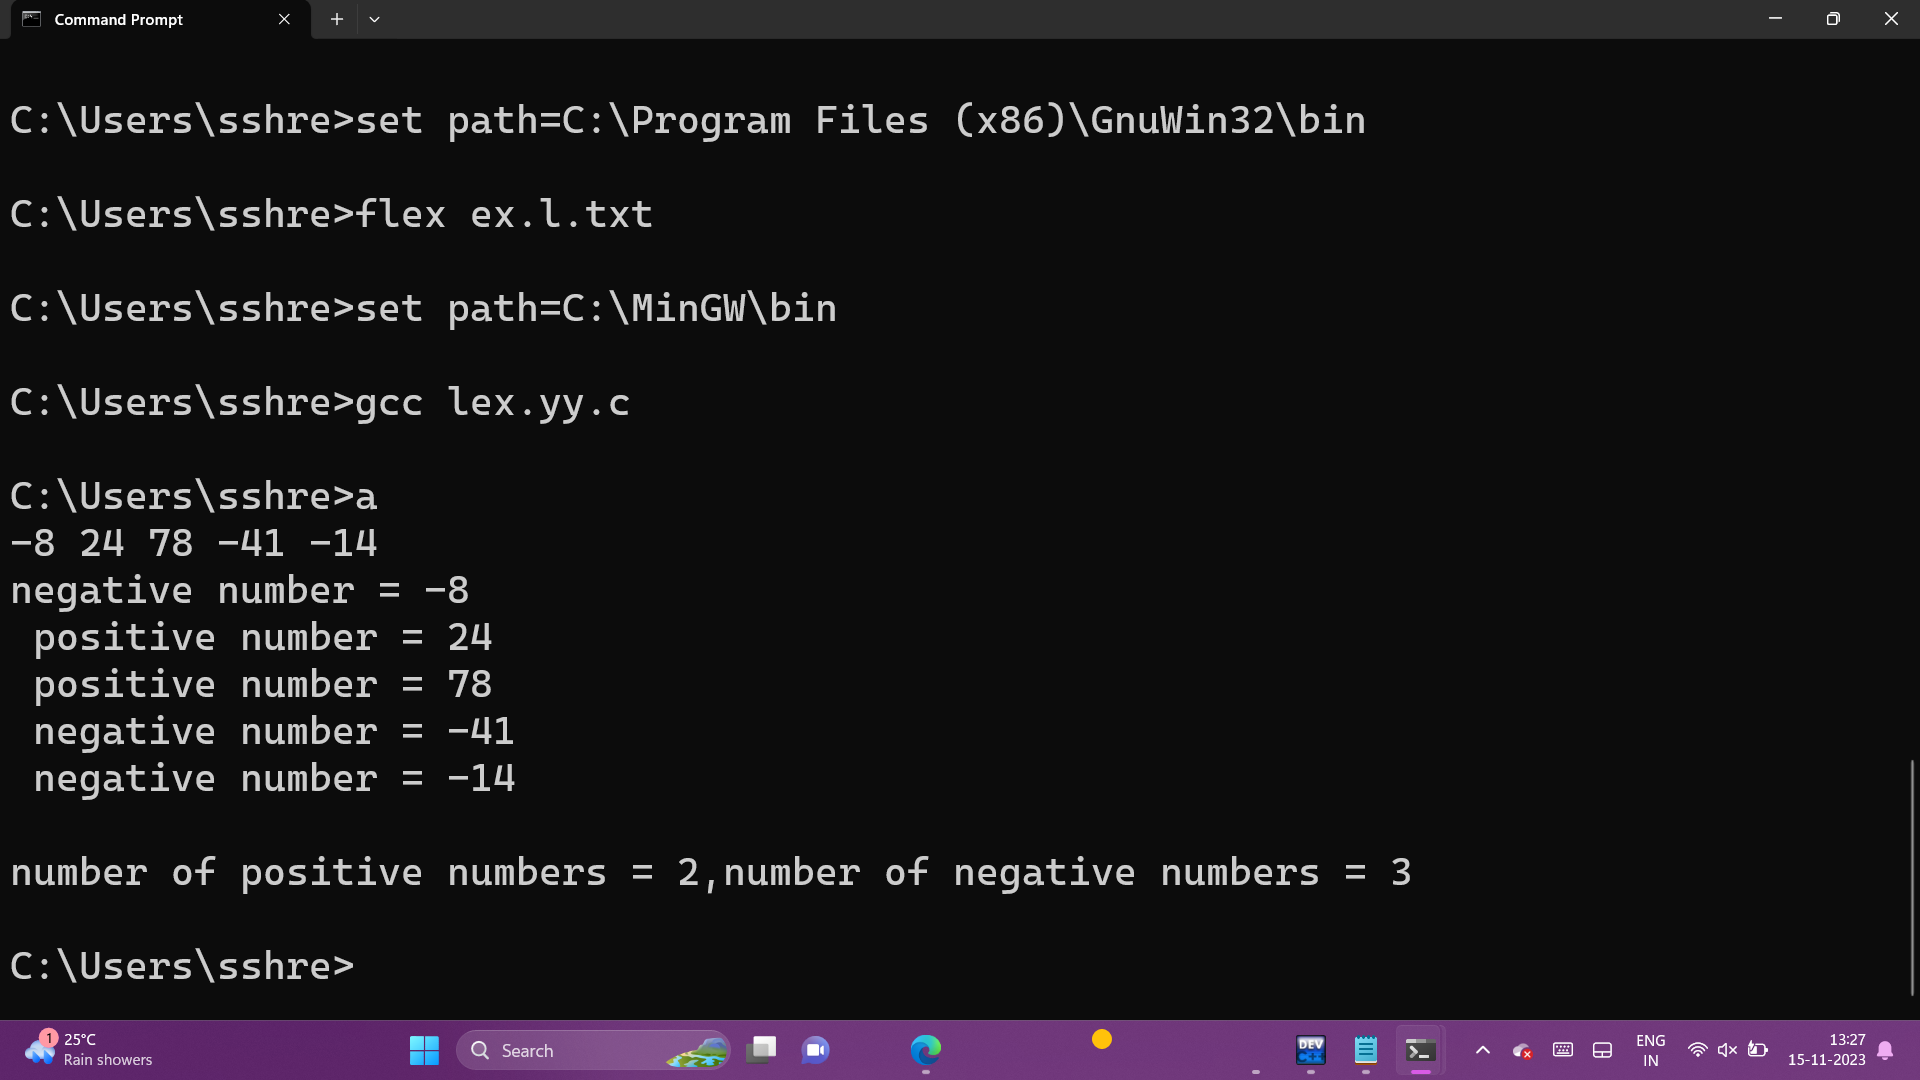 Command Prompt
C:\Users\sshre>set path=C:\Program Files (x86)\GnuWin32\bin
C:\Users\sshre>flex ex.l.txt
C:\Users\sshre>set path=C:\MinGW\bin
C:\Users\sshre>gcc lex.yy.c
C:\Users\sshre>a
-8 24 78 -41 -14
negative number = -8
 positive number = 24
 positive number = 78
 negative number = -41
 negative number = -14
number of positive numbers = 2,number of negative numbers = 3
C:\Users\sshre>
1
25°C
Rain showers
Search
DEV
ENG
IN
13:27
15-11-2023